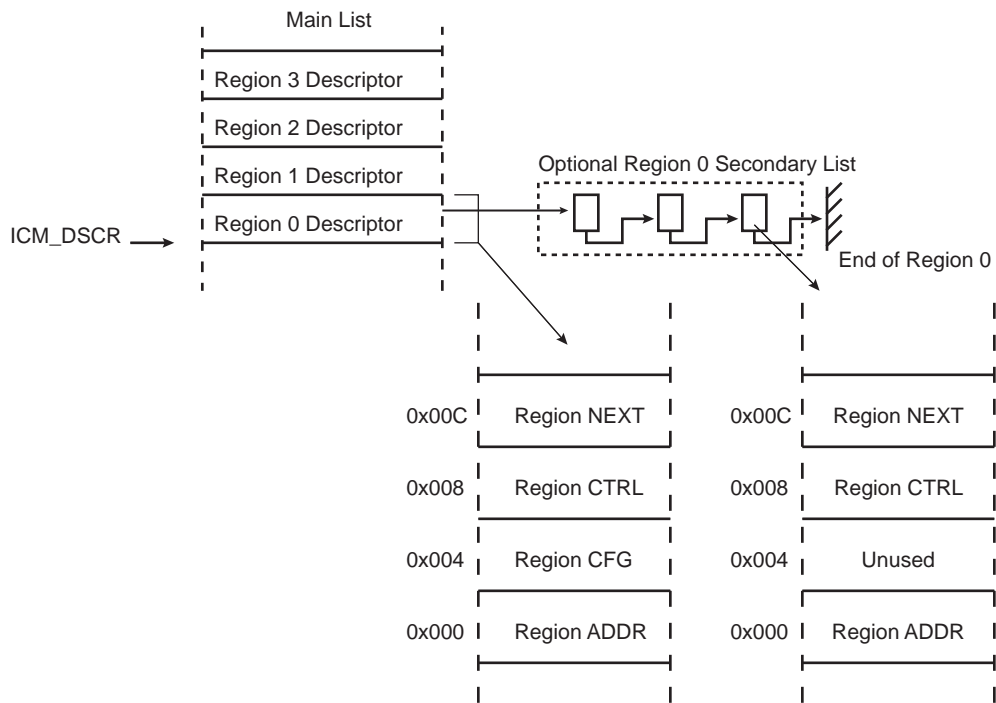 Main List
Region 3 Descriptor
Region 2 Descriptor
Region 1 Descriptor
Region 0 Descriptor
ICM_DSCR
Optional Region 0 Secondary List
End of Region 0
0x00C Region NEXT
0x008 Region CTRL
0x004 Region CFG
0x000 Region ADDR
0x00C Region NEXT
0x008 Region CTRL
0x004 Unused
0x000 Region ADDR